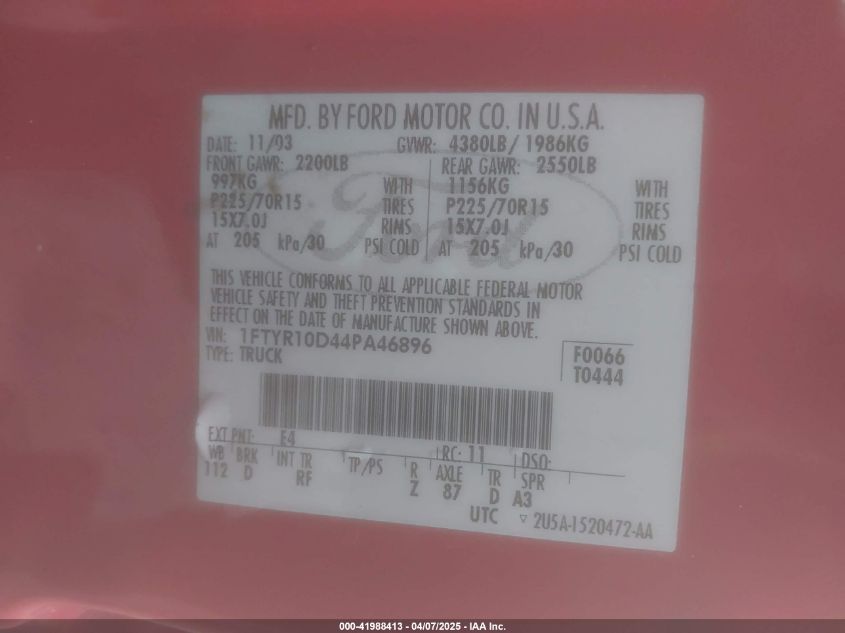 MFD. BY FORD MOTOR CO. IN U.S.A.
DATE: 11/03 GVWR: 4380LB/ 1986KG
FRONT GAWR: 2200LB REAR GAWR: 2550LB
997KG WITH 1156KG WITH
P225/70R15 TIRES P225/70R15 TIRES
15X7.0J RIMS 15X7.0J RIMS
AT 205 kPa/30 PSI COLD AT 205 kPa/30 PSI COLD
Ford
THIS VEHICLE CONFORMS TO ALL APPLICABLE FEDERAL MOTOR
VEHICLE SAFETY AND THEFT PREVENTION STANDARDS IN
EFFECT ON THE DATE OF MANUFACTURE SHOWN ABOVE.
VIN: 1FTYR10D44PA46896
TYPE: TRUCK
F0066
T0444
EXT PNT: E4 RC: 11 DSO:
WB BRK INT TR TP/PS R AXLE TR SPR
112 D RF Z 87 D A3
UTC ▽ 2U5A-1520472-AA
000-41988413 - 04/07/2025 - IAA Inc.